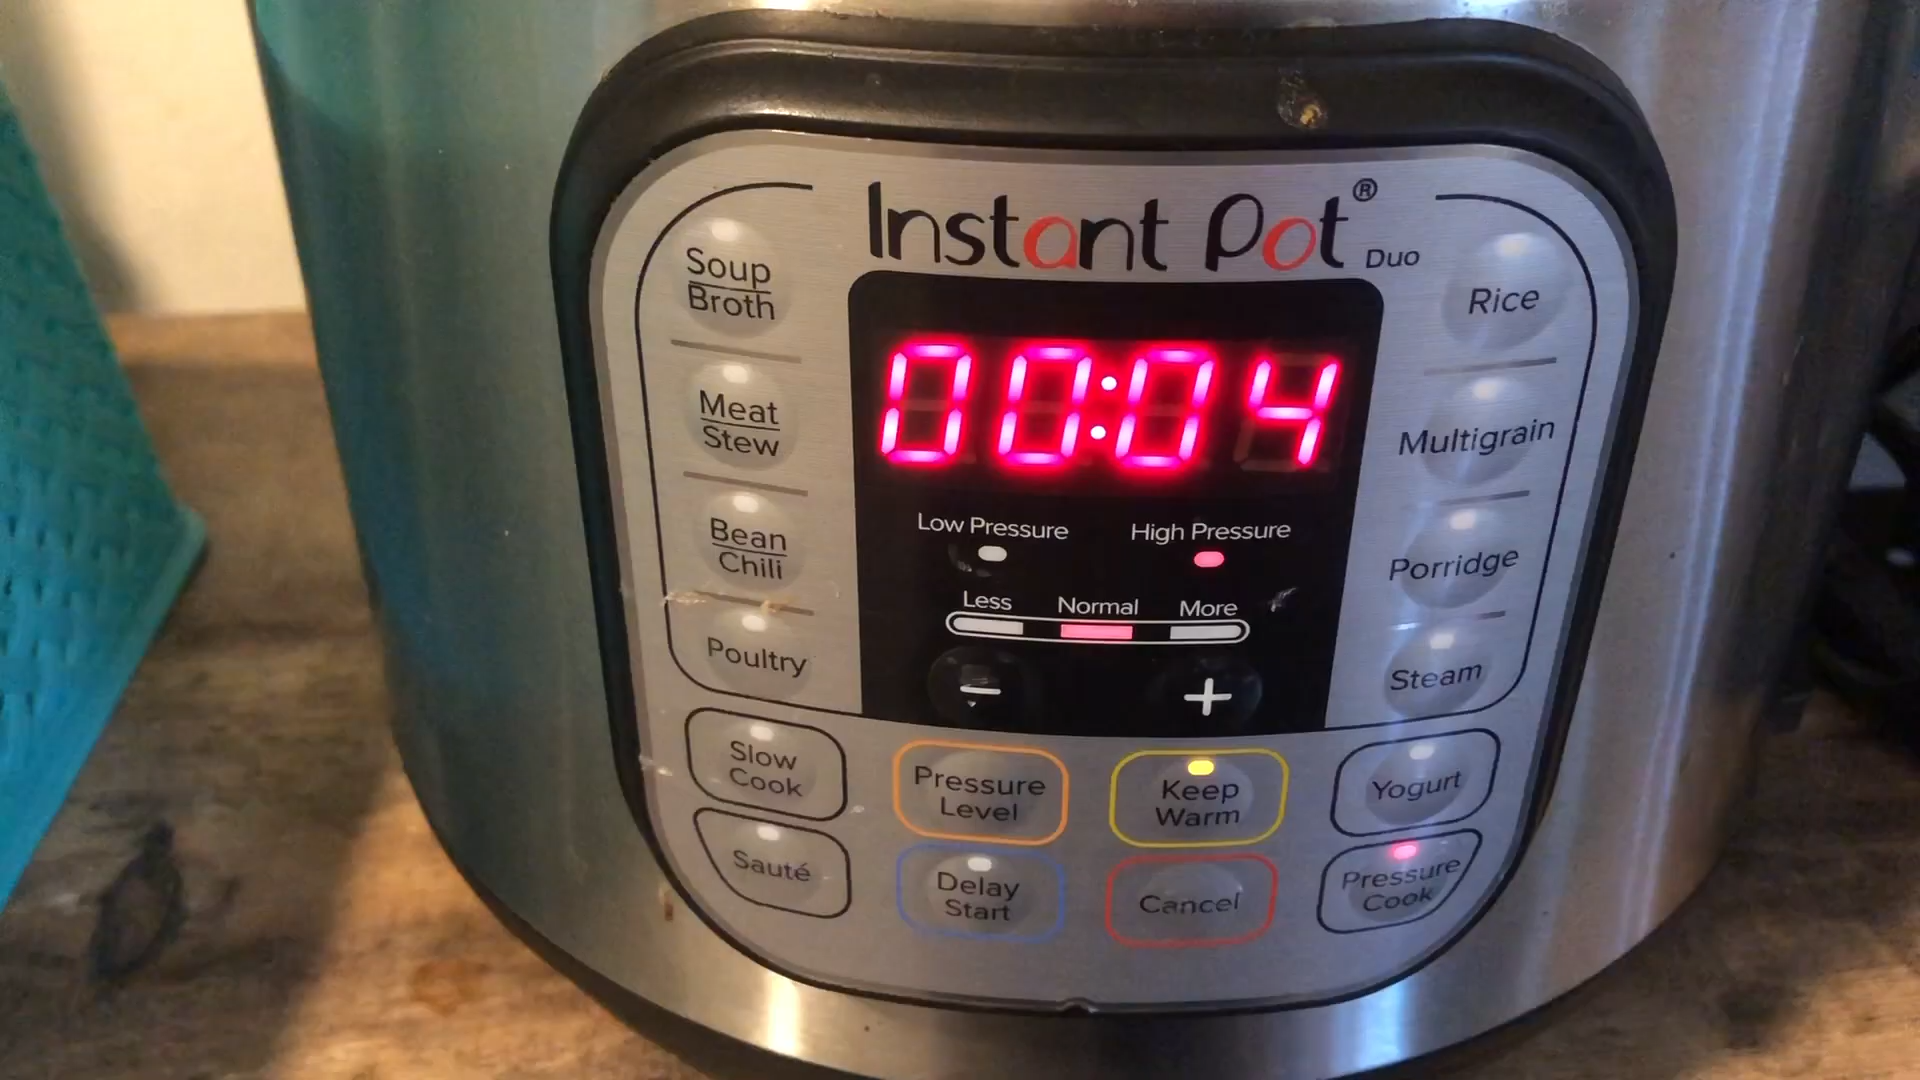 Instant Pot® Duo
00:04
Soup
Broth
Meat
Stew
Bean
Chili
Poultry
Low Pressure
High Pressure
Less
Normal
More
−
+
Rice
Multigrain
Porridge
Steam
Slow
Cook
Pressure
Level
Keep
Warm
Yogurt
Sauté
Delay
Start
Cancel
Pressure
Cook